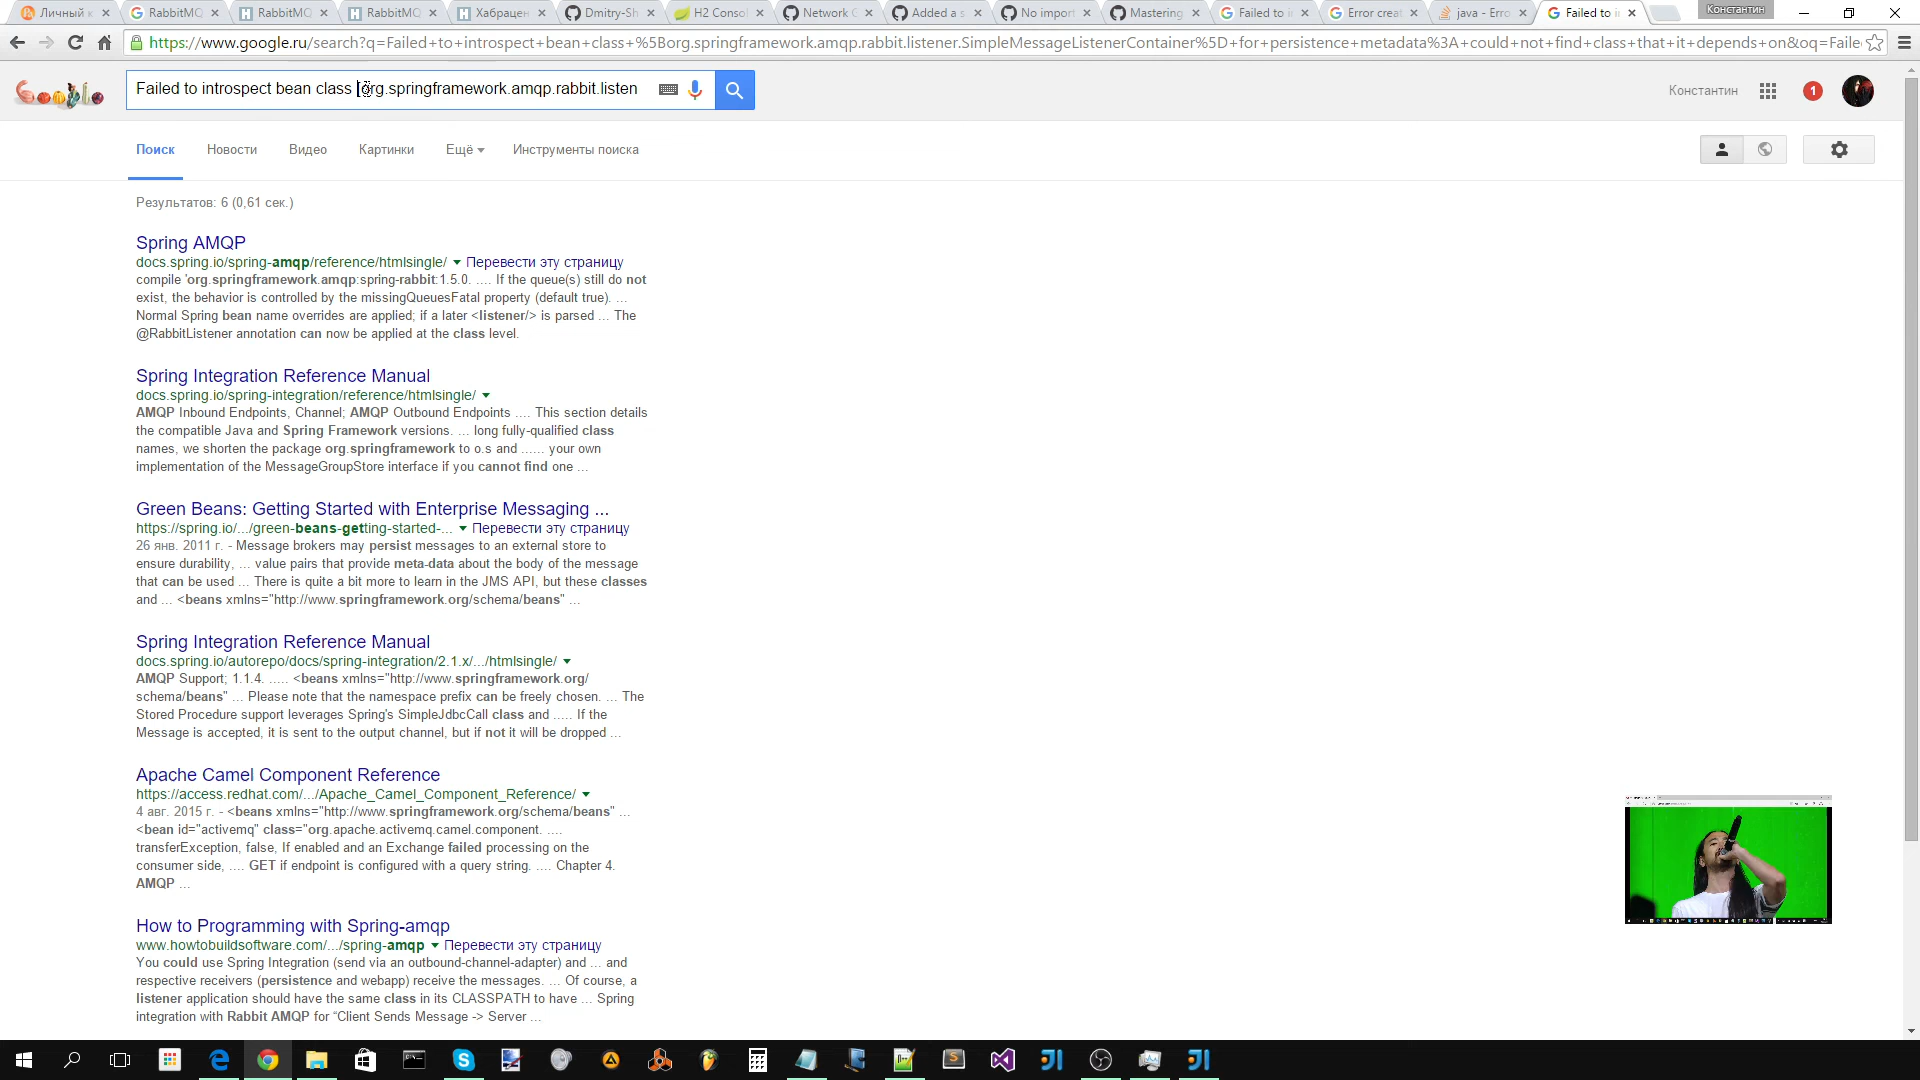 Личный к
RabbitMQ
RabbitMQ
RabbitMQ
Хабрацен
Dmitry-Sh
H2 Conso
Network
Added a s
No import
Mastering
Failed to i
Error creat
java - Erro
Failed to i
Константин
https://www.google.ru/search?q=Failed+to+introspect+bean+class+%5Borg.springframework.amqp.rabbit.listener.SimpleMessageListenerContainer%5D+for+persistence+metadata%3A+could+not+find+class+that+it+depends+on&oq=Faile
Failed to introspect bean class [org.springframework.amqp.rabbit.listen
Константин
1
Поиск
Новости
Видео
Картинки
Ещё
Инструменты поиска
Результатов: 6 (0,61 сек.)
Spring AMQP
docs.spring.io/spring-amqp/reference/htmlsingle/ Перевести эту страницу
compile 'org.springframework.amqp:spring-rabbit:1.5.0. .... If the queue(s) still do not
exist, the behavior is controlled by the missingQueuesFatal property (default true). ...
Normal Spring bean name overrides are applied; if a later <listener/> is parsed ... The
@RabbitListener annotation can now be applied at the class level.
Spring Integration Reference Manual
docs.spring.io/spring-integration/reference/htmlsingle/
AMQP Inbound Endpoints, Channel; AMQP Outbound Endpoints .... This section details
the compatible Java and Spring Framework versions. ... long fully-qualified class
names, we shorten the package org.springframework to o.s and ...... your own
implementation of the MessageGroupStore interface if you cannot find one ...
Green Beans: Getting Started with Enterprise Messaging ...
https://spring.io/.../green-beans-getting-started-... Перевести эту страницу
26 янв. 2011 г. - Message brokers may persist messages to an external store to
ensure durability, ... value pairs that provide meta-data about the body of the message
that can be used ... There is quite a bit more to learn in the JMS API, but these classes
and ... <beans xmlns="http://www.springframework.org/schema/beans" ...
Spring Integration Reference Manual
docs.spring.io/autorepo/docs/spring-integration/2.1.x/.../htmlsingle/
AMQP Support; 1.1.4. ..... <beans xmlns="http://www.springframework.org/
schema/beans" ... Please note that the namespace prefix can be freely chosen. ... The
Stored Procedure support leverages Spring's SimpleJdbcCall class and ..... If the
Message is accepted, it is sent to the output channel, but if not it will be dropped ...
Apache Camel Component Reference
https://access.redhat.com/.../Apache_Camel_Component_Reference/
4 авг. 2015 г. - <beans xmlns="http://www.springframework.org/schema/beans" ...
<bean id="activemq" class="org.apache.activemq.camel.component. ....
transferException, false, If enabled and an Exchange failed processing on the
consumer side, .... GET if endpoint is configured with a query string. .... Chapter 4.
AMQP ...
How to Programming with Spring-amqp
www.howtobuildsoftware.com/.../spring-amqp Перевести эту страницу
You could use Spring Integration (send via an outbound-channel-adapter) and ... and
respective receivers (persistence and webapp) receive the messages. ... Of course, a
listener application should have the same class in its CLASSPATH to have ... Spring
integration with Rabbit AMQP for “Client Sends Message -> Server ...